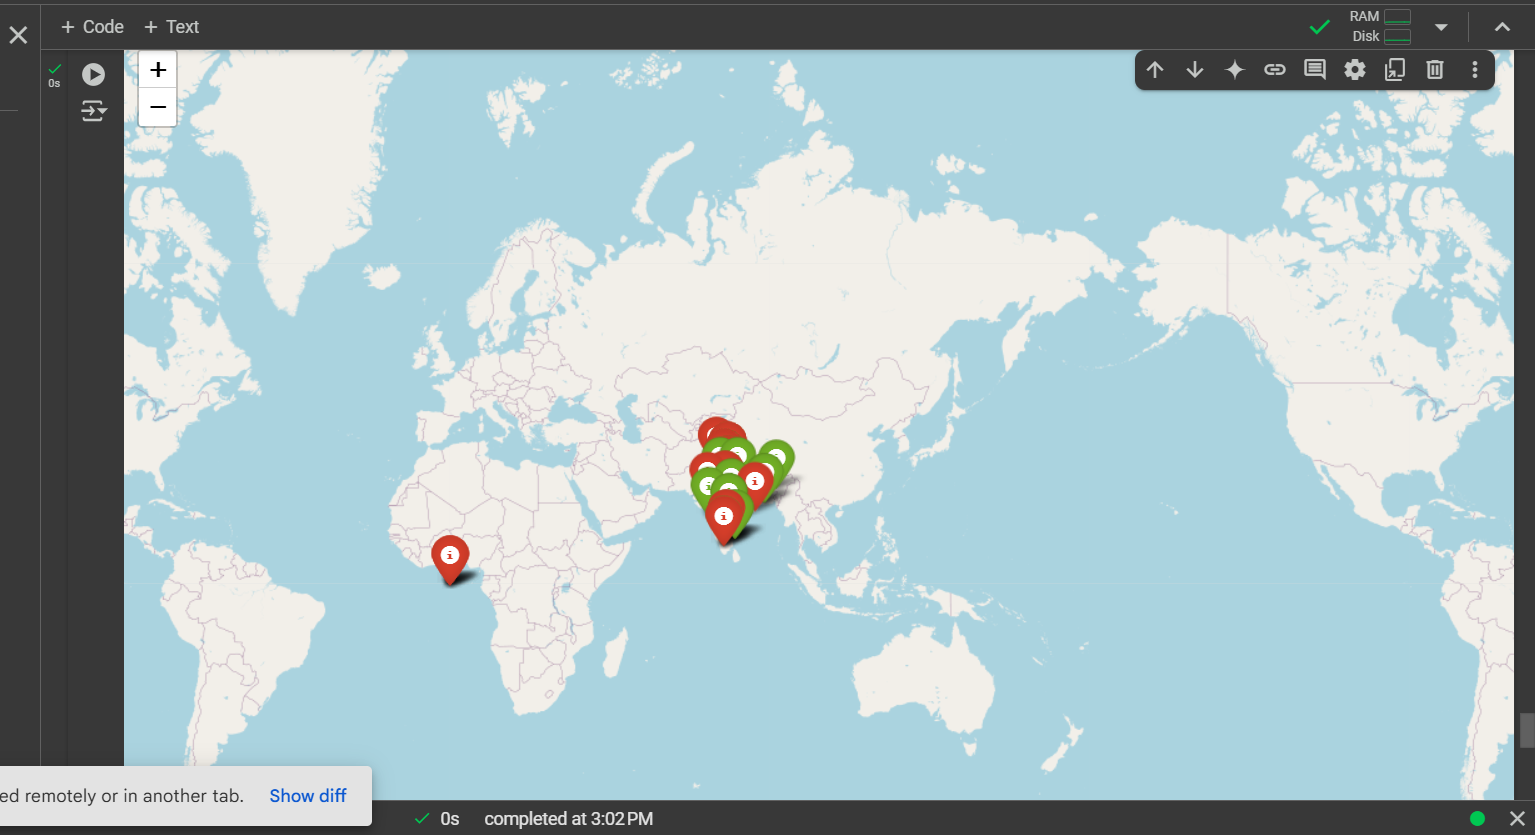 + Code + Text
RAM
Disk
0s
+
−
i
i
i
i
i
ed remotely or in another tab. Show diff
0s completed at 3:02 PM